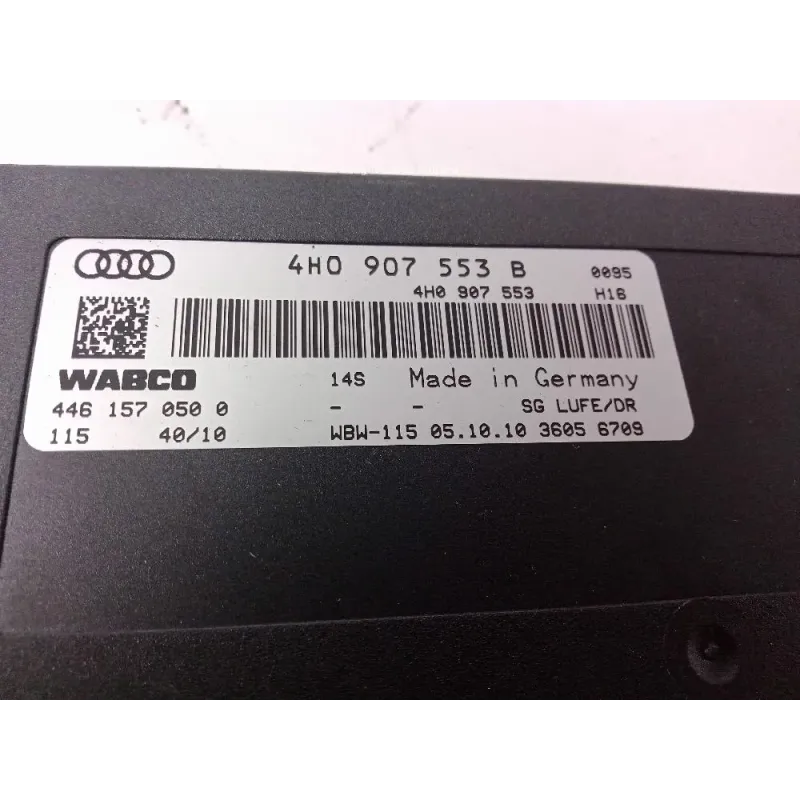 4H0 907 553 B 0095
4H0 907 553 H16
WABCO 14S Made in Germany
446 157 050 0 - - SG LUFE/DR
115 40/10 WBW-115 05.10.10 3605 6709